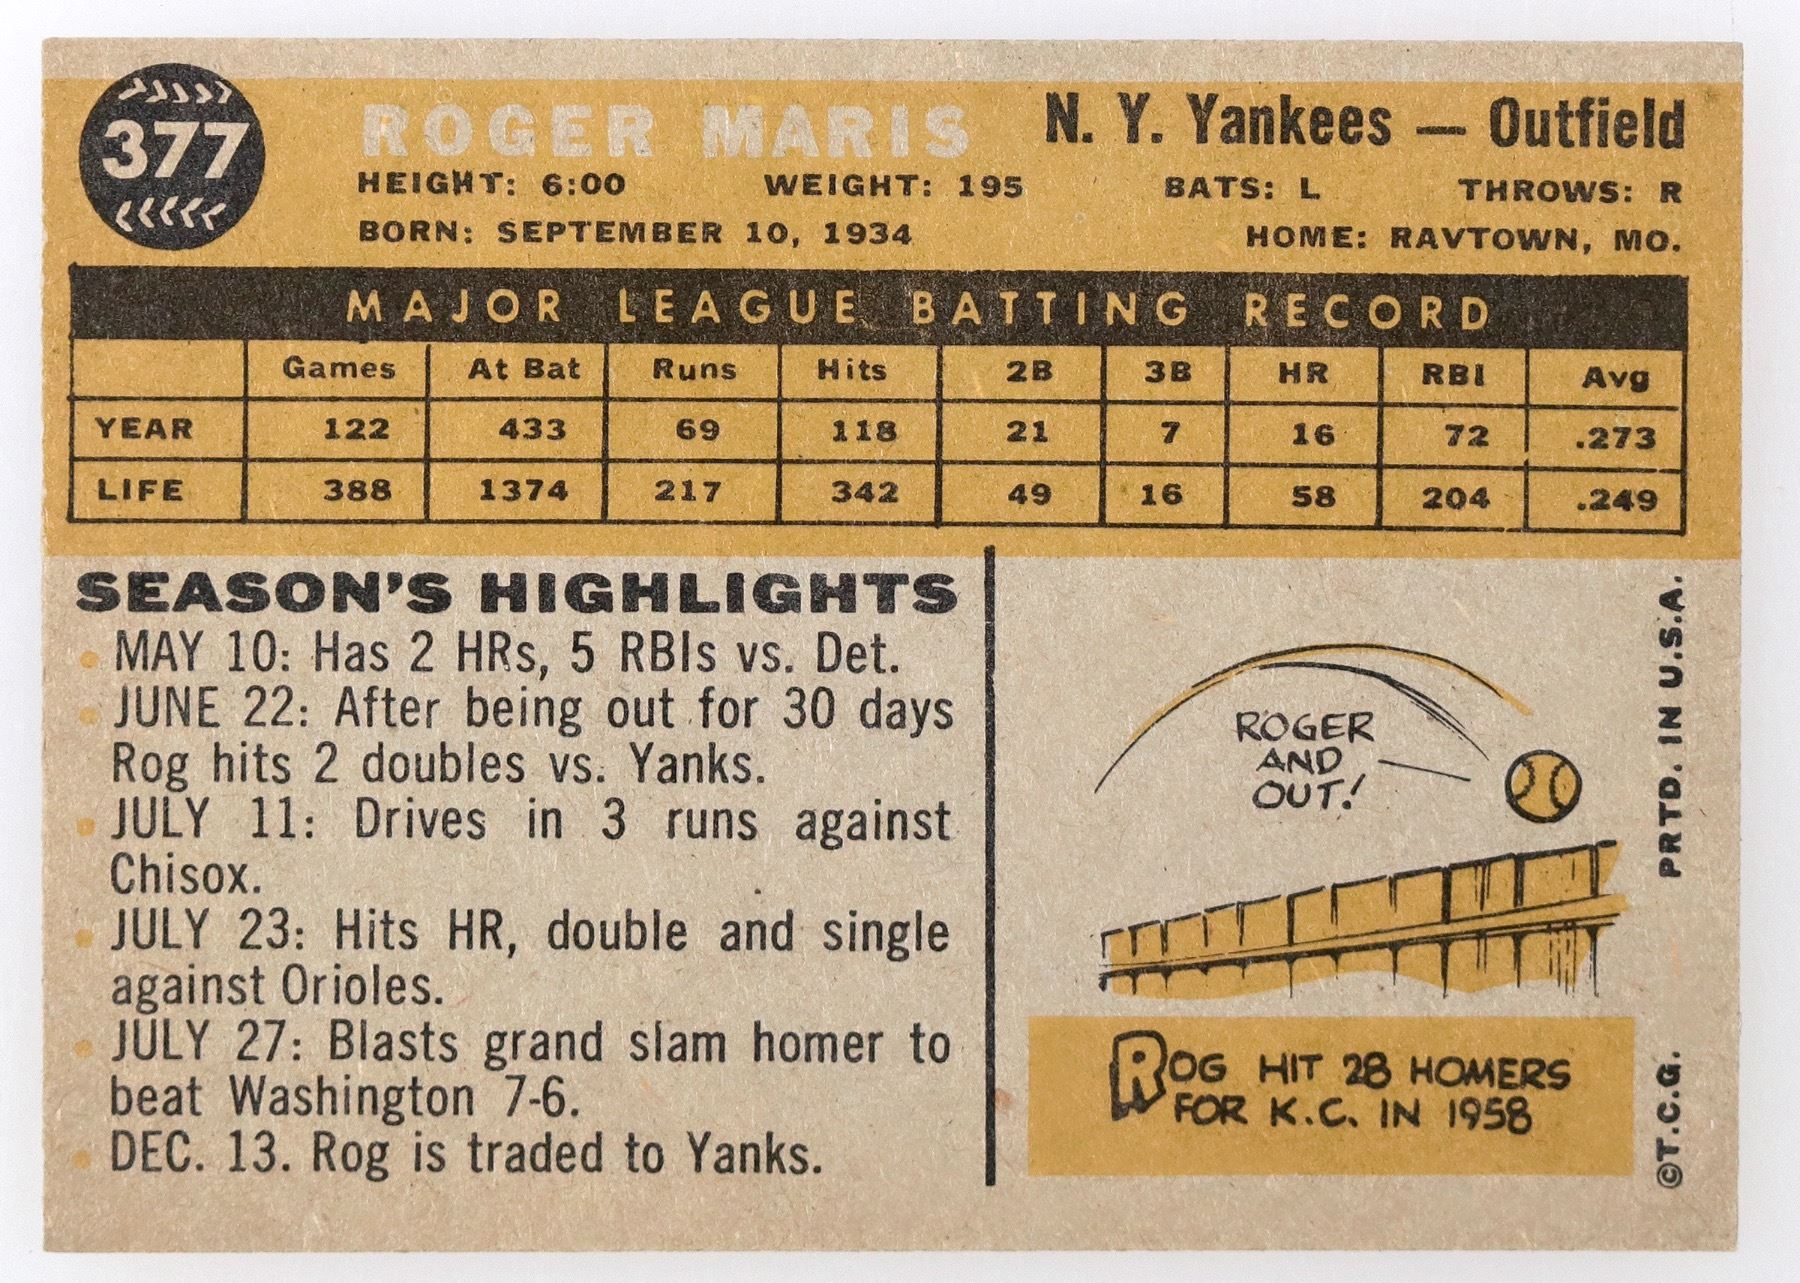 377
ROGER MARIS
N. Y. Yankees — Outfield
HEIGHT: 6:00 WEIGHT: 195 BATS: L THROWS: R
BORN: SEPTEMBER 10, 1934 HOME: RAVTOWN, MO.
MAJOR LEAGUE BATTING RECORD
Games At Bat Runs Hits 2B 3B HR RBI Avg
YEAR 122 433 69 118 21 7 16 72 .273
LIFE 388 1374 217 342 49 16 58 204 .249
SEASON'S HIGHLIGHTS
MAY 10: Has 2 HRs, 5 RBIs vs. Det.
JUNE 22: After being out for 30 days
Rog hits 2 doubles vs. Yanks.
JULY 11: Drives in 3 runs against
Chisox.
JULY 23: Hits HR, double and single
against Orioles.
JULY 27: Blasts grand slam homer to
beat Washington 7-6.
DEC. 13. Rog is traded to Yanks.
ROGER
AND
OUT!
ROG HIT 28 HOMERS
FOR K.C. IN 1958
©T.C.G. PRTD. IN U.S.A.